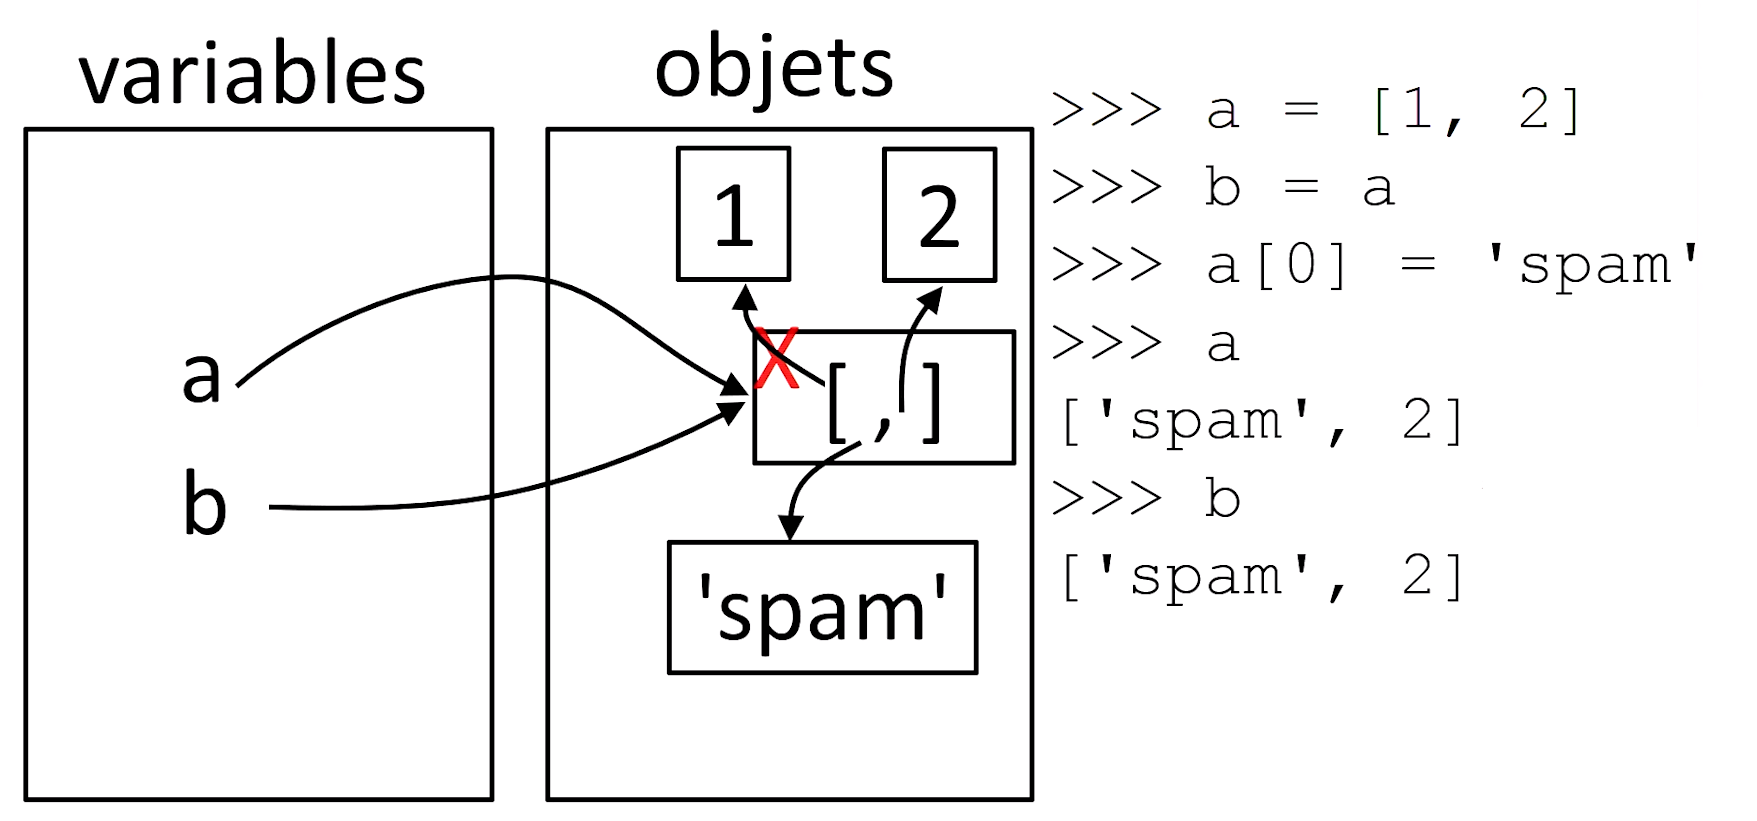 variables
objets
1
2
a
X
[ , ]
b
'spam'
>>> a = [1, 2]
>>> b = a
>>> a[0] = 'spam'
>>> a
['spam', 2]
>>> b
['spam', 2]